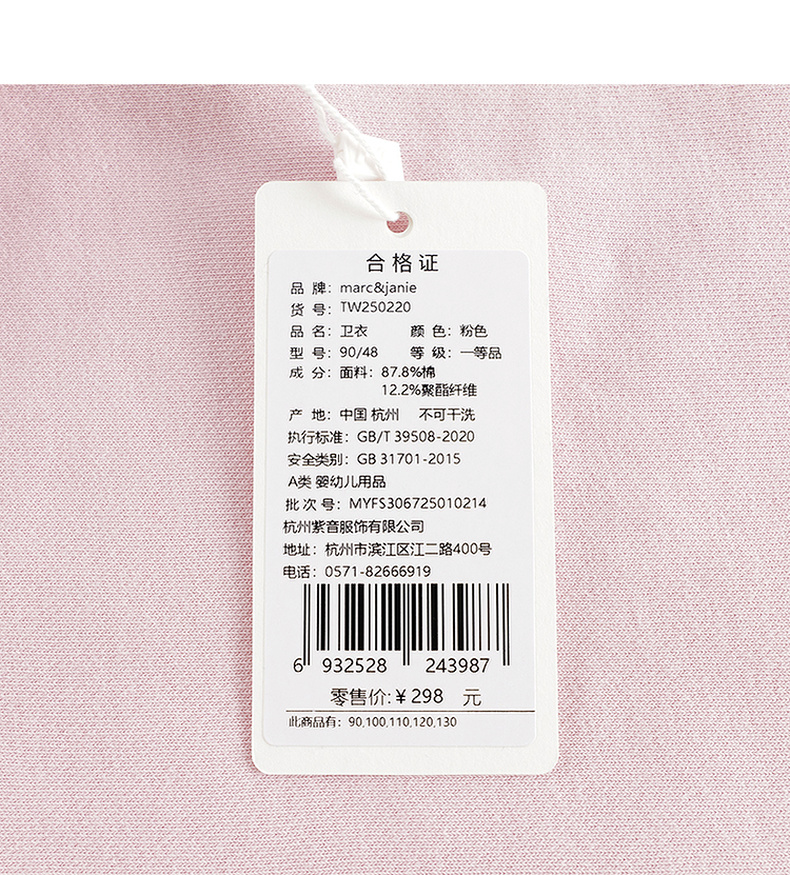 合格证
品 牌：marc&janie
货 号：TW250220
品 名：卫衣 颜 色：粉色
型 号：90/48 等 级：一等品
成 分：面料：87.8%棉
12.2%聚酯纤维
产 地：中国 杭州 不可干洗
执行标准：GB/T 39508-2020
安全类别：GB 31701-2015
A类 婴幼儿用品
批 次 号：MYFS306725010214
杭州紫音服饰有限公司
地址：杭州市滨江区江二路400号
电话：0571-82666919
6 932528 243987
零售价:￥298 元
此商品有：90,100,110,120,130